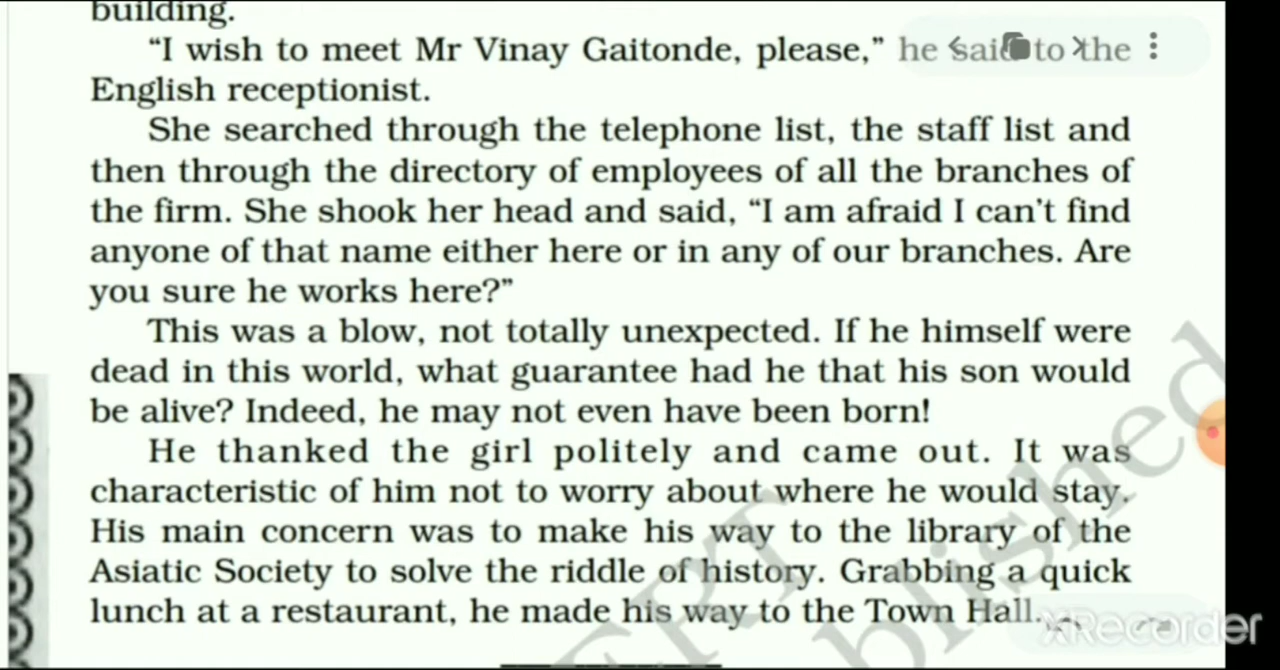 building.
“I wish to meet Mr Vinay Gaitonde, please,” he said to the
English receptionist.
She searched through the telephone list, the staff list and
then through the directory of employees of all the branches of
the firm. She shook her head and said, “I am afraid I can’t find
anyone of that name either here or in any of our branches. Are
you sure he works here?”
This was a blow, not totally unexpected. If he himself were
dead in this world, what guarantee had he that his son would
be alive? Indeed, he may not even have been born!
He thanked the girl politely and came out. It was
characteristic of him not to worry about where he would stay.
His main concern was to make his way to the library of the
Asiatic Society to solve the riddle of history. Grabbing a quick
lunch at a restaurant, he made his way to the Town Hall.
XRecorder